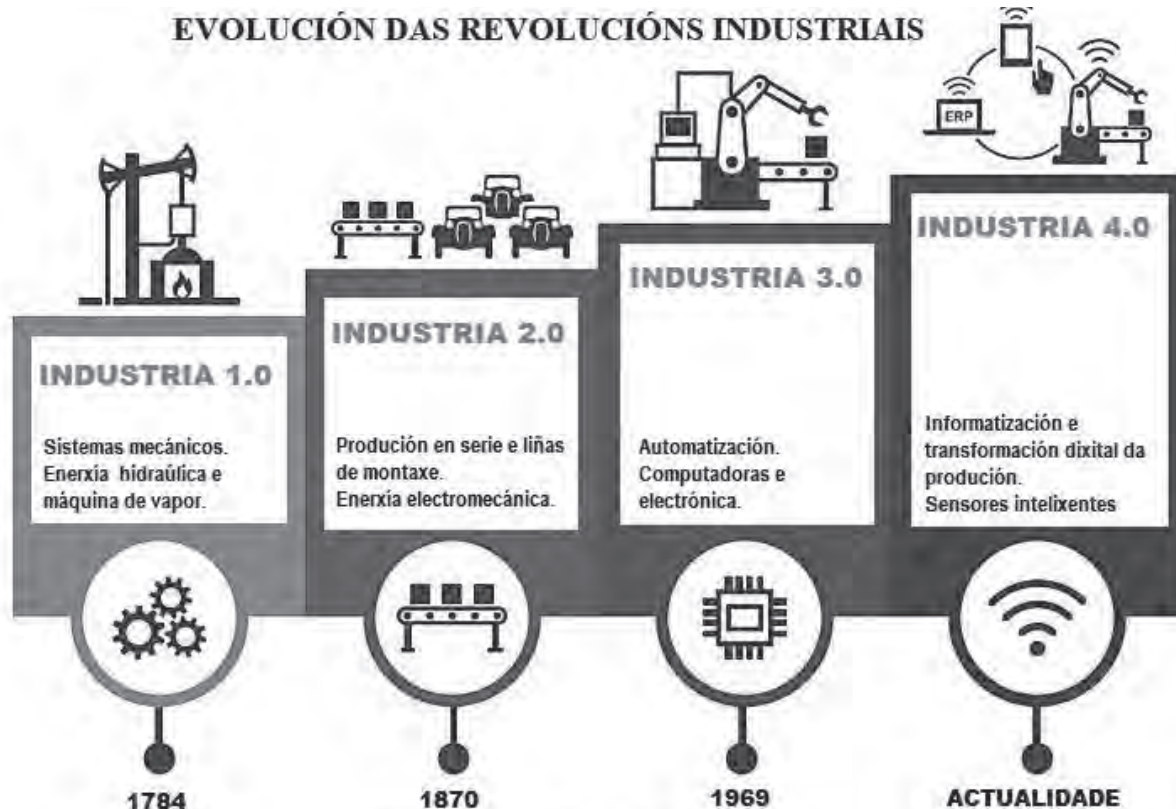 EVOLUCIÓN DAS REVOLUCIÓNS INDUSTRIAIS
ERP
INDUSTRIA 1.0
Sistemas mecánicos.
Enerxía hidraúlica e
máquina de vapor.
1784
INDUSTRIA 2.0
Produción en serie e liñas
de montaxe.
Enerxía electromecánica.
1870
INDUSTRIA 3.0
Automatización.
Computadoras e
electrónica.
1969
INDUSTRIA 4.0
Informatización e
transformación dixital da
produción.
Sensores intelixentes
ACTUALIDADE